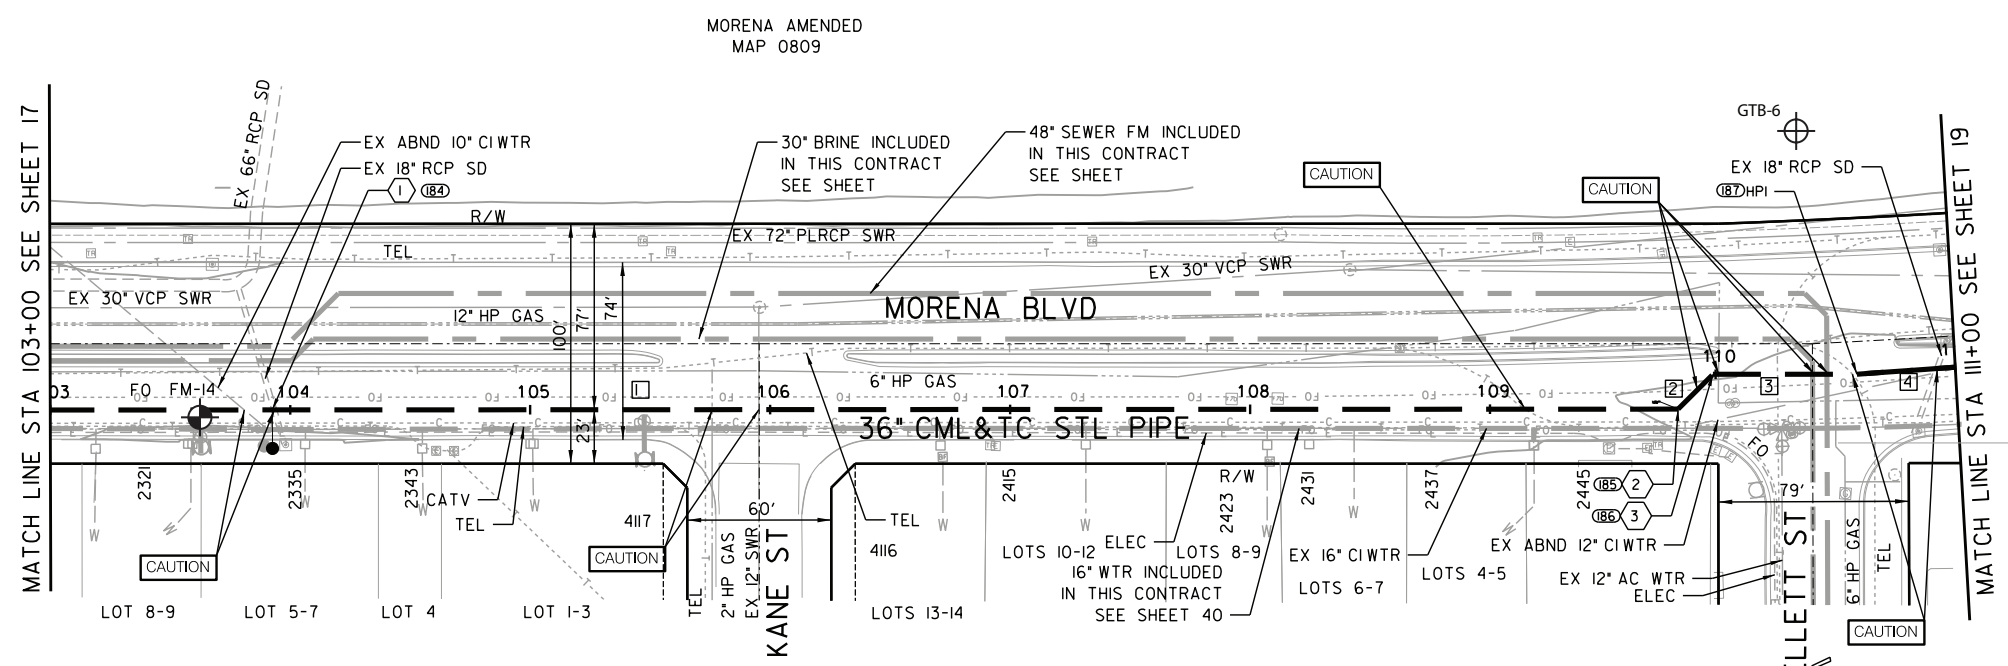 MORENA AMENDED
MAP 0809
MATCH LINE STA 103+00 SEE SHEET 17
EX 66" RCP SD
EX ABND 10" CI WTR
EX 18" RCP SD
1 184
30" BRINE INCLUDED
IN THIS CONTRACT
SEE SHEET
48" SEWER FM INCLUDED
IN THIS CONTRACT
SEE SHEET
CAUTION
CAUTION
GTB-6
EX 18" RCP SD
187 HP1
MATCH LINE STA 111+00 SEE SHEET 19
R/W
TEL
EX 72" PLRCP SWR
EX 30" VCP SWR
EX 30" VCP SWR
12" HP GAS
100'
77'
74'
23'
MORENA BLVD
6" HP GAS
03
FO
FM-14
104
105
1
106
107
108
109
110
2
3
4
36" CML&TC STL PIPE
2321
2335
2343
CATV
TEL
4117
60'
TEL
2" HP GAS
EX 12" SWR
KANE ST
TEL
4116
2415
R/W
2423
2431
2437
2445
185 2
186 3
FO
79'
CAUTION
CAUTION
LOTS 10-12
ELEC
LOTS 8-9
16" WTR INCLUDED
IN THIS CONTRACT
SEE SHEET 40
EX 16" CI WTR
LOTS 6-7
LOTS 4-5
EX ABND 12" CI WTR
EX 12" AC WTR
ELEC
LLETT ST
6" HP GAS
TEL
CAUTION
LOT 8-9
LOT 5-7
LOT 4
LOT 1-3
LOTS 13-14